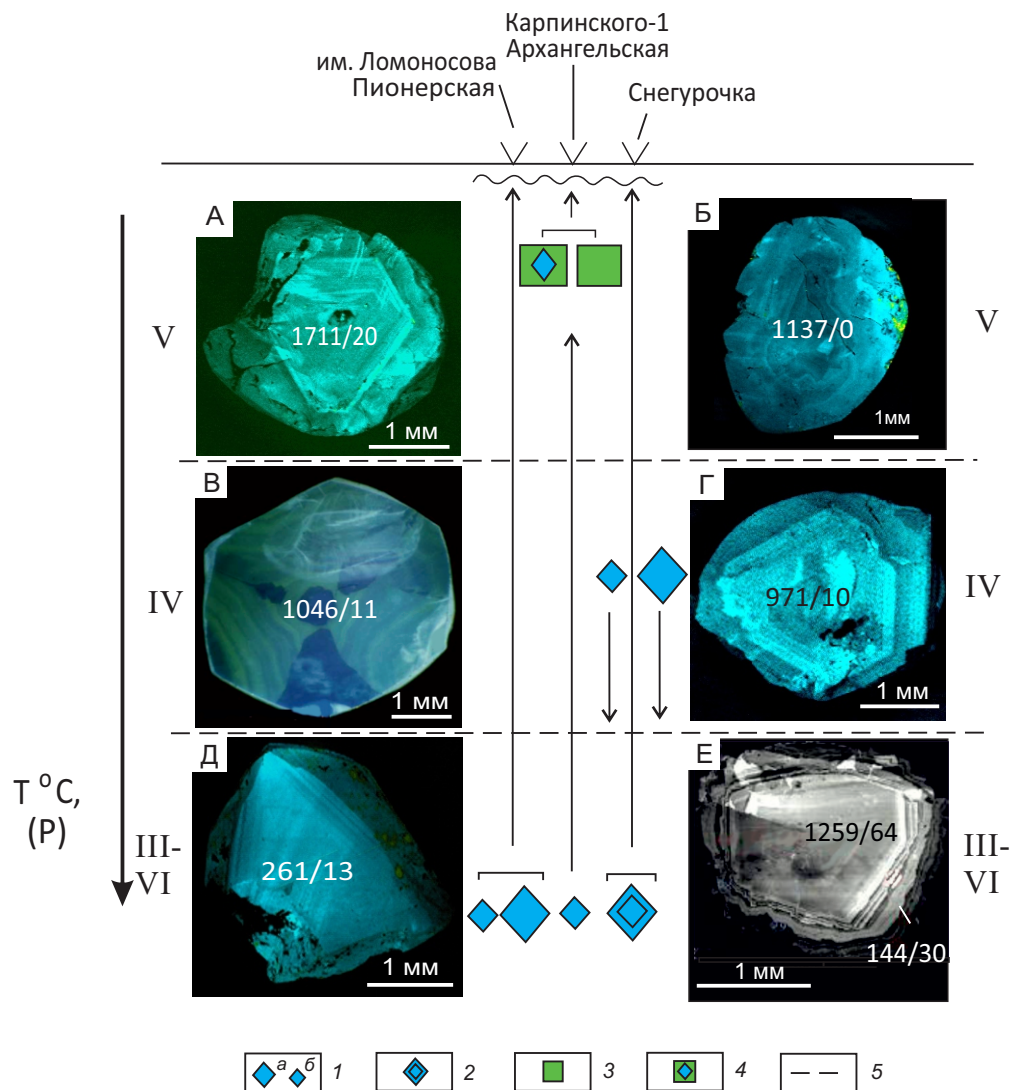 Карпинского-1
Архангельская
им. Ломоносова
Пионерская
Снегурочка
А
Б
V
1711/20
1137/0
V
1 мм
1мм
В
Г
IV
1046/11
971/10
IV
1 мм
1 мм
Д
Е
T °C,
(P)
III-
VI
261/13
1259/64
III-
VI
144/30
1 мм
1 мм
а б 1 2 3 4 5